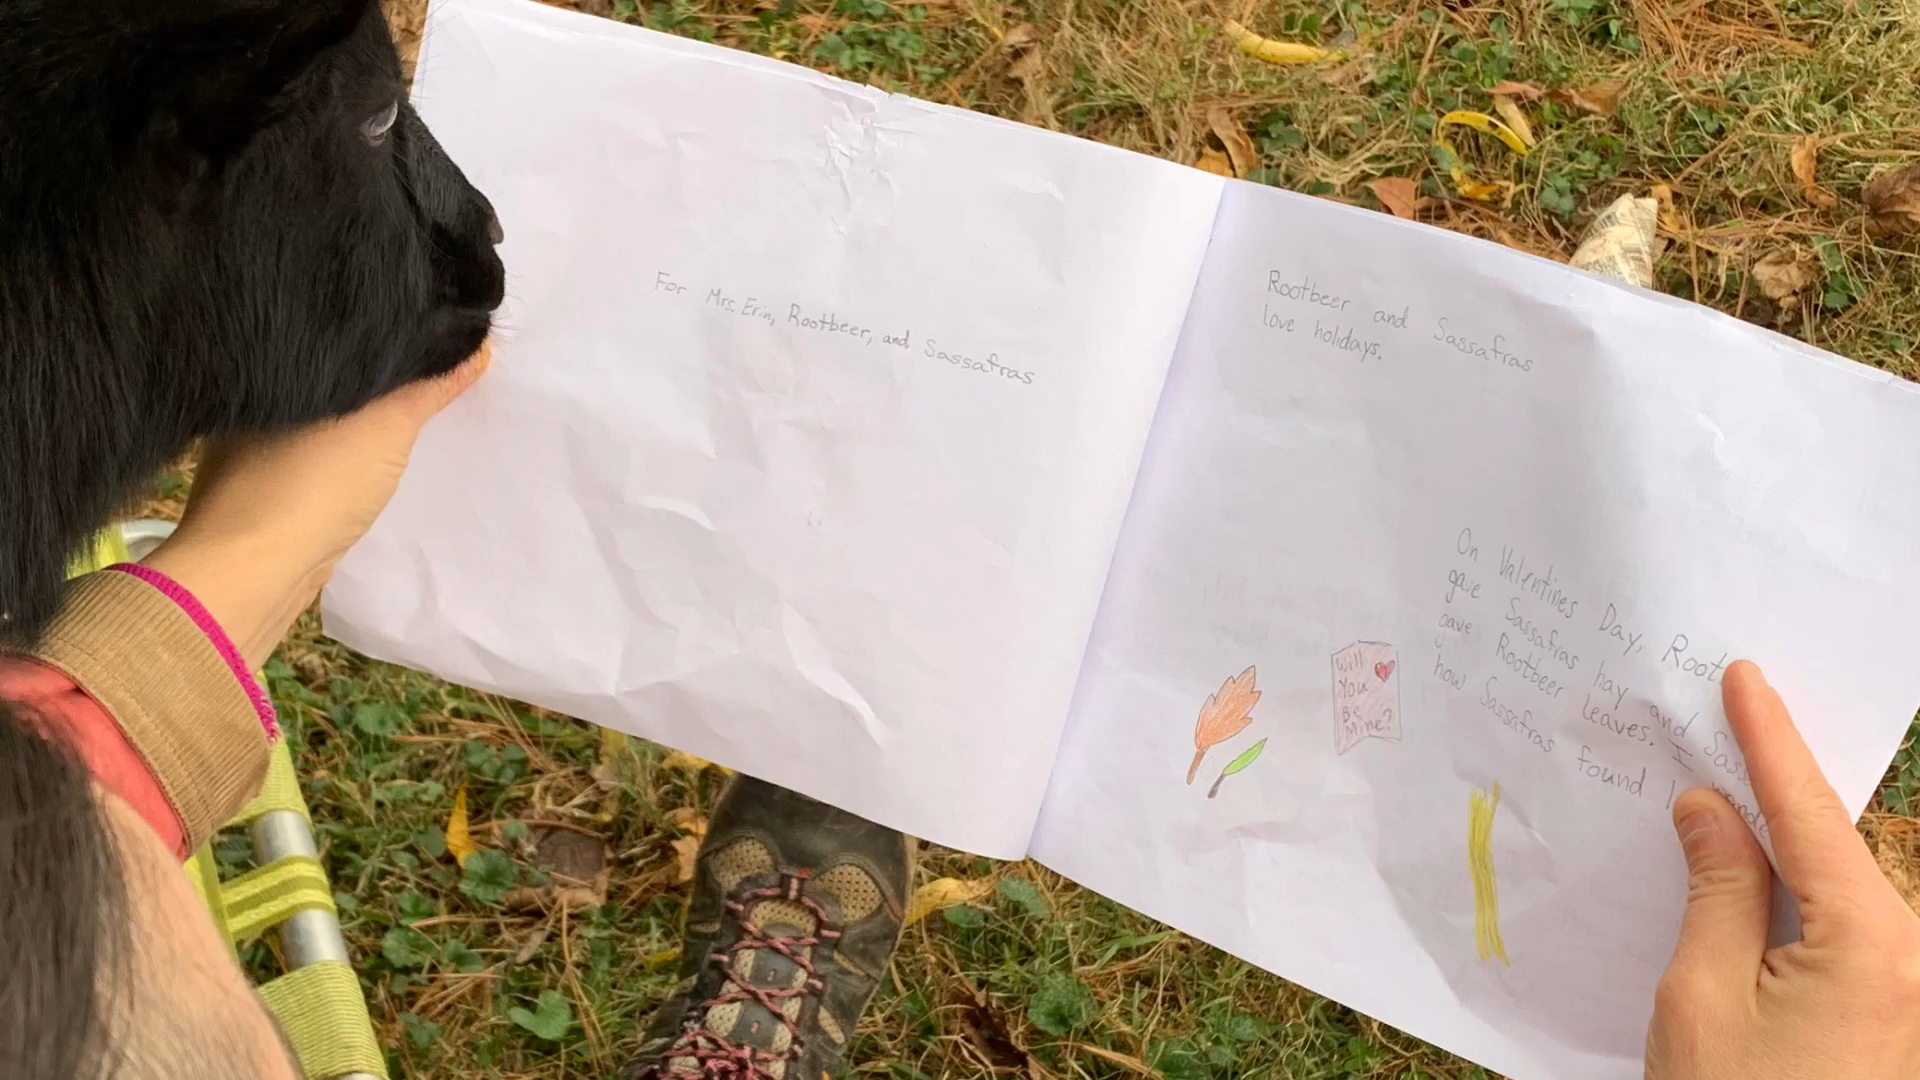 For Mrs. Erin, Rootbeer, and Sassafras
Rootbeer and Sassafras
love holidays.
On Valentines Day, Root
gave Sassafras hay and Sass
gave Rootbeer leaves. I wonde
how Sassafras found l
Will
You
Be
Mine?